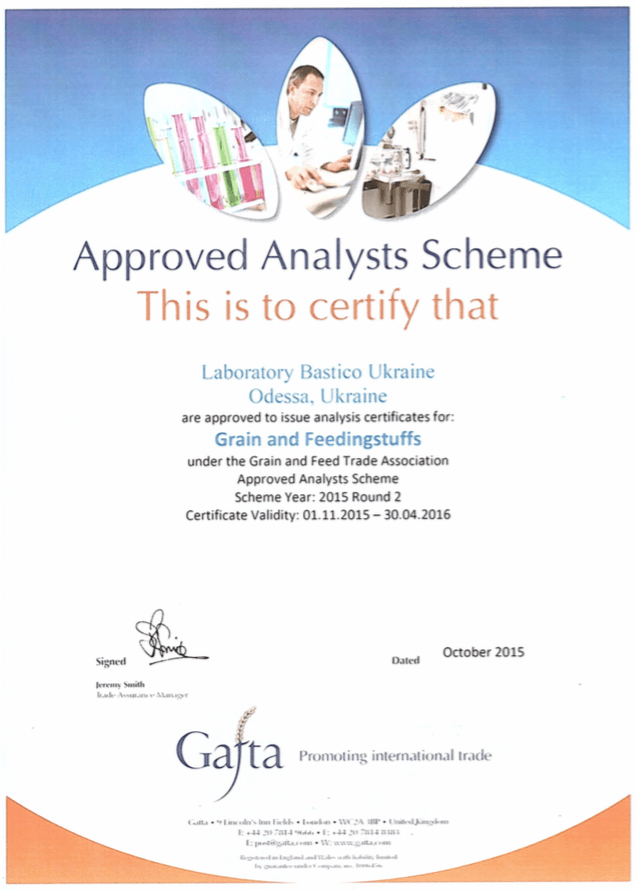 Approved Analysts Scheme
This is to certify that
Laboratory Bastico Ukraine
Odessa, Ukraine
are approved to issue analysis certificates for:
Grain and Feedingstuffs
under the Grain and Feed Trade Association
Approved Analysts Scheme
Scheme Year: 2015 Round 2
Certificate Validity: 01.11.2015 – 30.04.2016
Signed
Dated October 2015
Jeremy Smith
Trade Assurance Manager
Gafta Promoting international trade
Gafta • 9 Lincoln's Inn Fields • London • WC2A 3BP • United Kingdom
T: +44 20 7814 9666 • F: +44 20 7814 8383
E: post@gafta.com • W: www.gafta.com
Registered in England and Wales with liability limited
by guarantee under Company no.